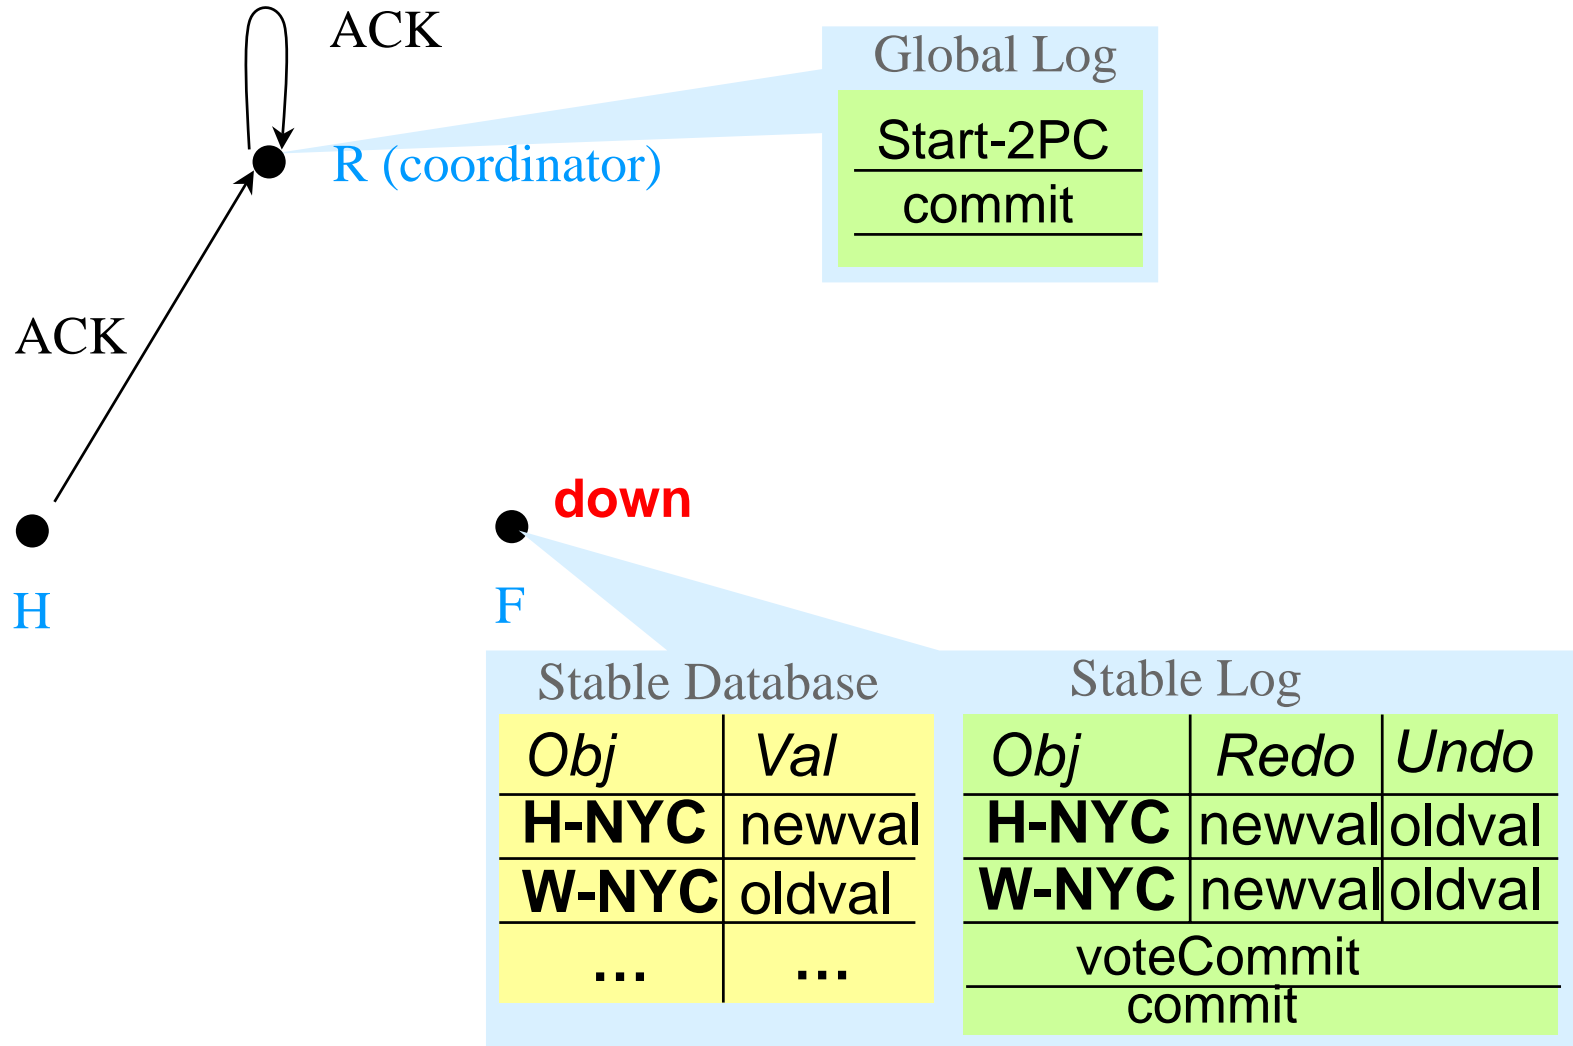 ACK
Global Log
Start-2PC
R (coordinator)
commit
ACK
down
H
F
Stable Database
Stable Log
Obj Val
Obj Redo Undo
H-NYC newval
H-NYC newval oldval
W-NYC oldval
W-NYC newval oldval
... ...
voteCommit
commit